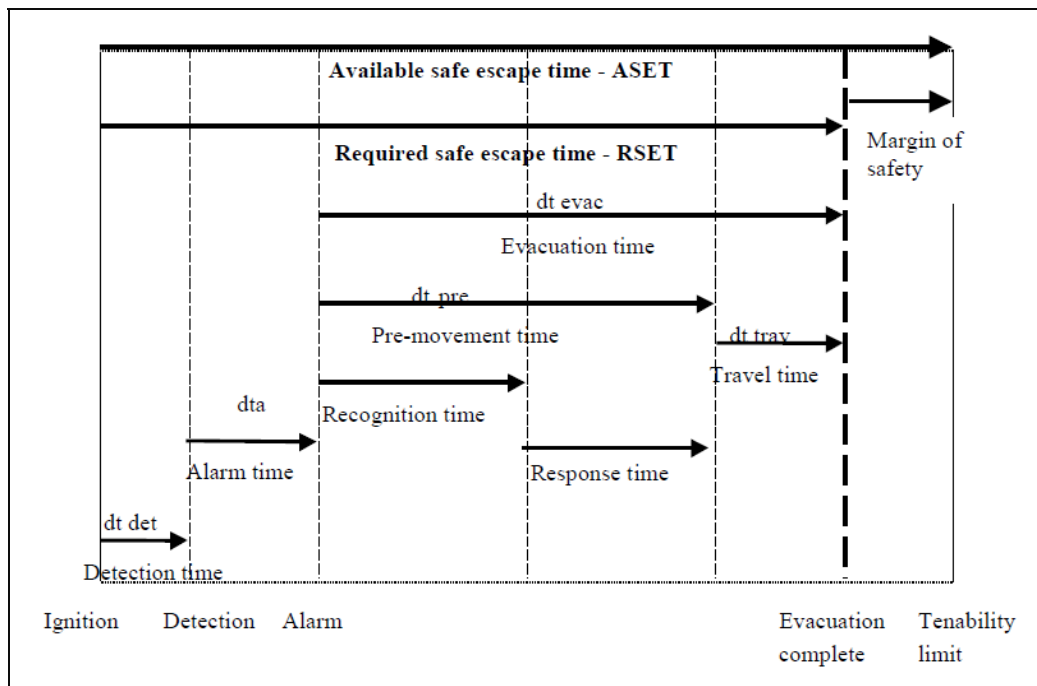 Available safe escape time - ASET
Margin of
safety
Required safe escape time - RSET
dt evac
Evacuation time
dt pre
Pre-movement time
dt trav
Travel time
Recognition time
dta
Alarm time
Response time
dt det
Detection time
Ignition
Detection
Alarm
Evacuation
complete
Tenability
limit